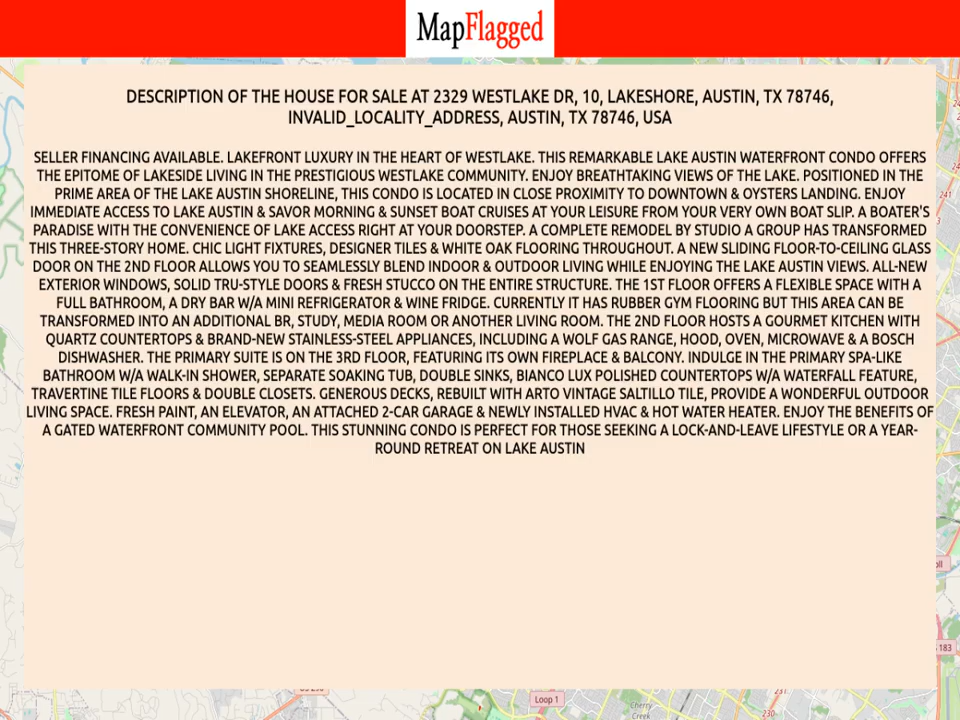 MapFlagged
DESCRIPTION OF THE HOUSE FOR SALE AT 2329 WESTLAKE DR, 10, LAKESHORE, AUSTIN, TX 78746,
INVALID_LOCALITY_ADDRESS, AUSTIN, TX 78746, USA
SELLER FINANCING AVAILABLE. LAKEFRONT LUXURY IN THE HEART OF WESTLAKE. THIS REMARKABLE LAKE AUSTIN WATERFRONT CONDO OFFERS
THE EPITOME OF LAKESIDE LIVING IN THE PRESTIGIOUS WESTLAKE COMMUNITY. ENJOY BREATHTAKING VIEWS OF THE LAKE. POSITIONED IN THE
PRIME AREA OF THE LAKE AUSTIN SHORELINE, THIS CONDO IS LOCATED IN CLOSE PROXIMITY TO DOWNTOWN & OYSTERS LANDING. ENJOY
IMMEDIATE ACCESS TO LAKE AUSTIN & SAVOR MORNING & SUNSET BOAT CRUISES AT YOUR LEISURE FROM YOUR VERY OWN BOAT SLIP. A BOATER'S
PARADISE WITH THE CONVENIENCE OF LAKE ACCESS RIGHT AT YOUR DOORSTEP. A COMPLETE REMODEL BY STUDIO A GROUP HAS TRANSFORMED
THIS THREE-STORY HOME. CHIC LIGHT FIXTURES, DESIGNER TILES & WHITE OAK FLOORING THROUGHOUT. A NEW SLIDING FLOOR-TO-CEILING GLASS
DOOR ON THE 2ND FLOOR ALLOWS YOU TO SEAMLESSLY BLEND INDOOR & OUTDOOR LIVING WHILE ENJOYING THE LAKE AUSTIN VIEWS. ALL-NEW
EXTERIOR WINDOWS, SOLID TRU-STYLE DOORS & FRESH STUCCO ON THE ENTIRE STRUCTURE. THE 1ST FLOOR OFFERS A FLEXIBLE SPACE WITH A
FULL BATHROOM, A DRY BAR W/A MINI REFRIGERATOR & WINE FRIDGE. CURRENTLY IT HAS RUBBER GYM FLOORING BUT THIS AREA CAN BE
TRANSFORMED INTO AN ADDITIONAL BR, STUDY, MEDIA ROOM OR ANOTHER LIVING ROOM. THE 2ND FLOOR HOSTS A GOURMET KITCHEN WITH
QUARTZ COUNTERTOPS & BRAND-NEW STAINLESS-STEEL APPLIANCES, INCLUDING A WOLF GAS RANGE, HOOD, OVEN, MICROWAVE & A BOSCH
DISHWASHER. THE PRIMARY SUITE IS ON THE 3RD FLOOR, FEATURING ITS OWN FIREPLACE & BALCONY. INDULGE IN THE PRIMARY SPA-LIKE
BATHROOM W/A WALK-IN SHOWER, SEPARATE SOAKING TUB, DOUBLE SINKS, BIANCO LUX POLISHED COUNTERTOPS W/A WATERFALL FEATURE,
TRAVERTINE TILE FLOORS & DOUBLE CLOSETS. GENEROUS DECKS, REBUILT WITH ARTO VINTAGE SALTILLO TILE, PROVIDE A WONDERFUL OUTDOOR
LIVING SPACE. FRESH PAINT, AN ELEVATOR, AN ATTACHED 2-CAR GARAGE & NEWLY INSTALLED HVAC & HOT WATER HEATER. ENJOY THE BENEFITS OF
A GATED WATERFRONT COMMUNITY POOL. THIS STUNNING CONDO IS PERFECT FOR THOSE SEEKING A LOCK-AND-LEAVE LIFESTYLE OR A YEAR-
ROUND RETREAT ON LAKE AUSTIN
183
Loop 1
Cherry
Creek